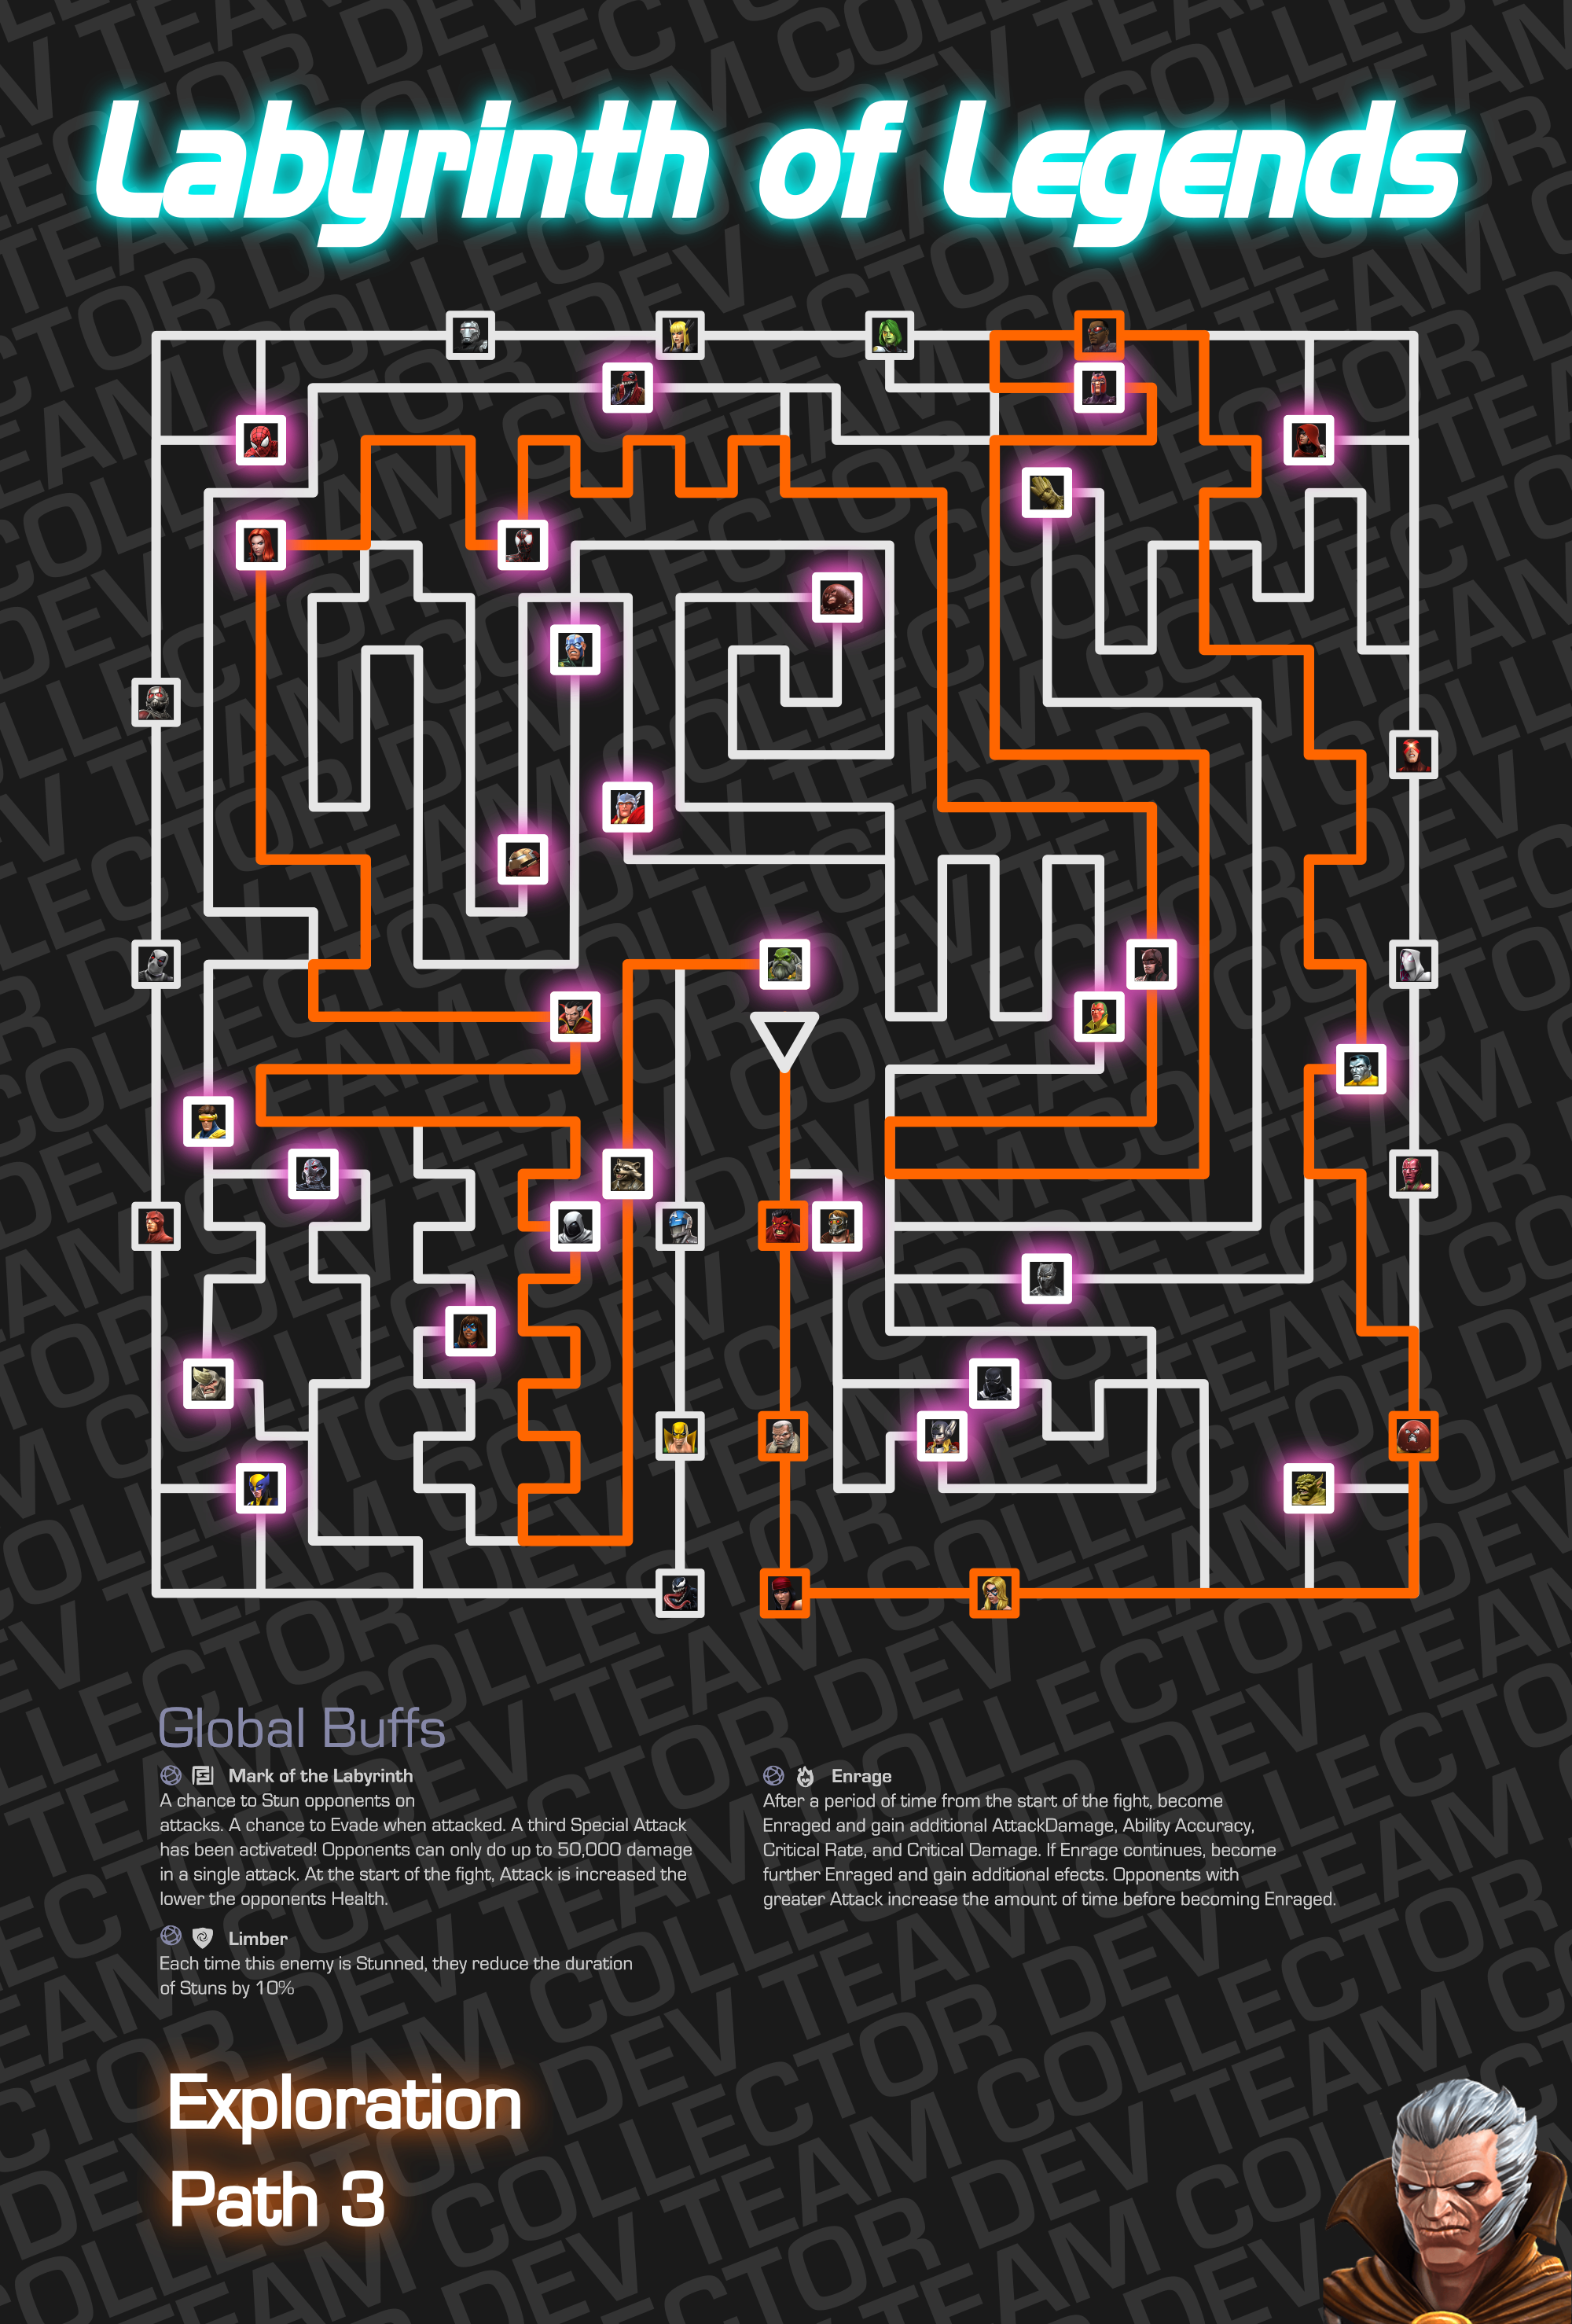 Labyrinth of Legends
Global Buffs
Mark of the Labyrinth
A chance to Stun opponents on
attacks. A chance to Evade when attacked. A third Special Attack
has been activated! Opponents can only do up to 50,000 damage
in a single attack. At the start of the fight, Attack is increased the
lower the opponents Health.
Limber
Each time this enemy is Stunned, they reduce the duration
of Stuns by 10%
Enrage
After a period of time from the start of the fight, become
Enraged and gain additional AttackDamage, Ability Accuracy,
Critical Rate, and Critical Damage. If Enrage continues, become
further Enraged and gain additional efects. Opponents with
greater Attack increase the amount of time before becoming Enraged.
Exploration
Path 3
COLLECTOR DEV TEAM